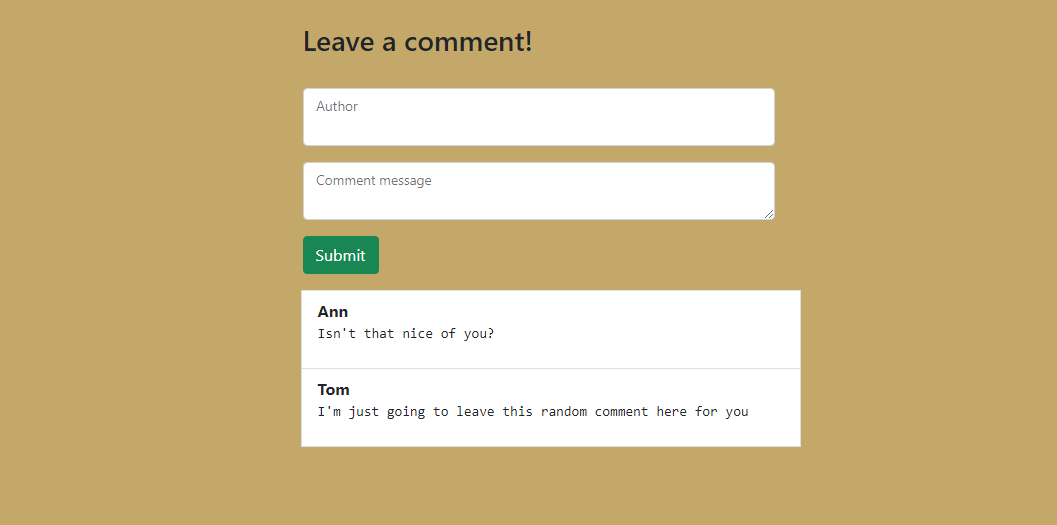 Leave a comment!
Author
Comment message
Submit
Ann
Isn't that nice of you?
Tom
I'm just going to leave this random comment here for you